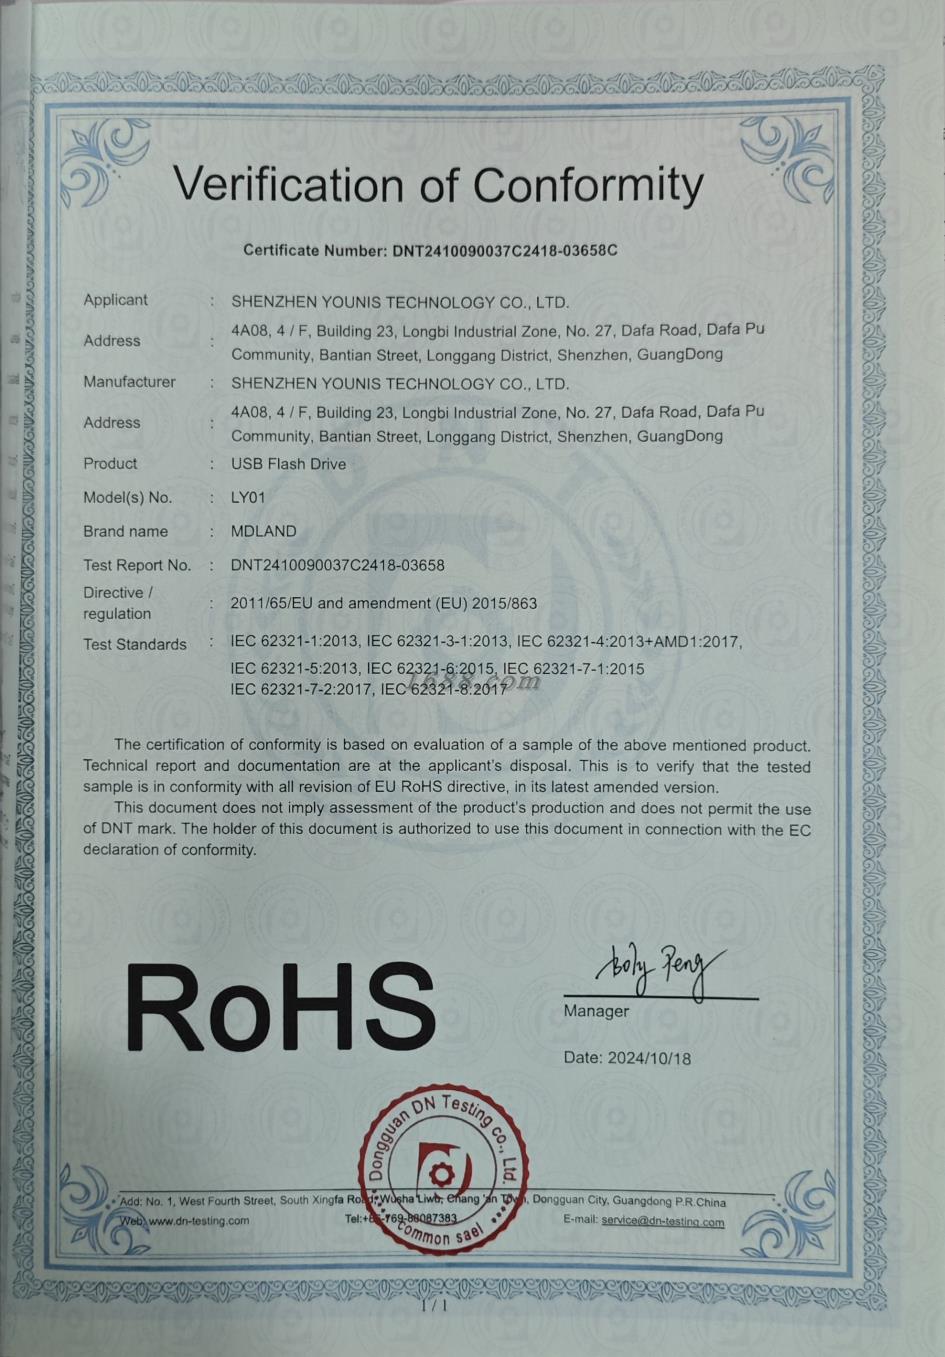 Verification of Conformity
Certificate Number: DNT2410090037C2418-03658C
Applicant : SHENZHEN YOUNIS TECHNOLOGY CO., LTD.
Address : 4A08, 4 / F, Building 23, Longbi Industrial Zone, No. 27, Dafa Road, Dafa Pu
Community, Bantian Street, Longgang District, Shenzhen, GuangDong
Manufacturer : SHENZHEN YOUNIS TECHNOLOGY CO., LTD.
Address : 4A08, 4 / F, Building 23, Longbi Industrial Zone, No. 27, Dafa Road, Dafa Pu
Community, Bantian Street, Longgang District, Shenzhen, GuangDong
Product : USB Flash Drive
Model(s) No. : LY01
Brand name : MDLAND
Test Report No. : DNT2410090037C2418-03658
Directive /
regulation : 2011/65/EU and amendment (EU) 2015/863
Test Standards : IEC 62321-1:2013, IEC 62321-3-1:2013, IEC 62321-4:2013+AMD1:2017,
IEC 62321-5:2013, IEC 62321-6:2015, IEC 62321-7-1:2015
IEC 62321-7-2:2017, IEC 62321-8:2017
1688.com
The certification of conformity is based on evaluation of a sample of the above mentioned product.
Technical report and documentation are at the applicant's disposal. This is to verify that the tested
sample is in conformity with all revision of EU RoHS directive, in its latest amended version.
This document does not imply assessment of the product's production and does not permit the use
of DNT mark. The holder of this document is authorized to use this document in connection with the EC
declaration of conformity.
RoHS
Boly Peng
Manager
Date: 2024/10/18
Dongguan DN Testing co., Ltd.
common sael
Add: No. 1, West Fourth Street, South Xingfa Road, Wusha Liwu, Chang 'an Town, Dongguan City, Guangdong P.R.China
Web: www.dn-testing.com Tel:+86-769-88087383 E-mail: service@dn-testing.com
1 / 1